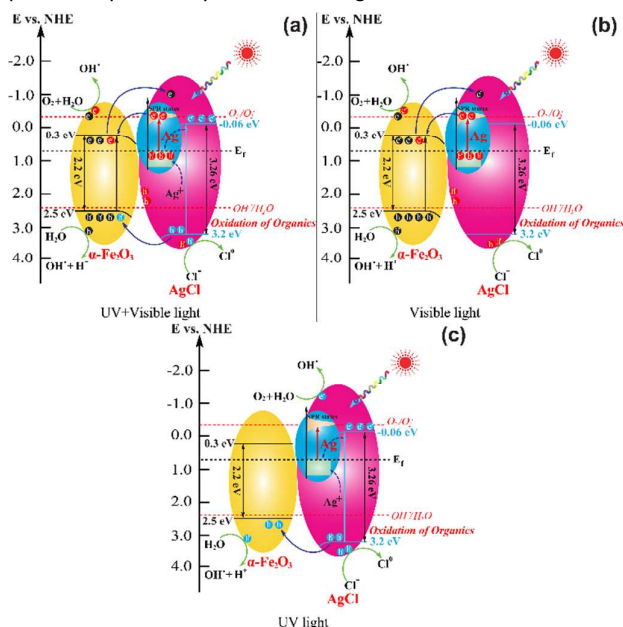 E vs. NHE
(a)
OH·
-2.0
-1.0
O₂+H₂O
SPR states
O₂/O₂⁻
-0.06 eV
0.0
0.3 eV
Ag
E_f
1.0
2.2 eV
3.26 eV
Ag⁺
2.0
OH·/H₂O
2.5 eV
Oxidation of Organics
3.0
3.2 eV
H₂O
α-Fe₂O₃
Cl⁰
4.0
OH·+H⁺
Cl⁻
AgCl
UV+Visible light
E vs. NHE
(b)
OH·
-2.0
-1.0
O₂+H₂O
SPR states
O₂/O₂⁻
-0.06 eV
0.0
0.3 eV
Ag
E_f
1.0
2.2 eV
3.26 eV
2.0
OH·/H₂O
2.5 eV
Oxidation of Organics
3.0
3.2 eV
H₂O
α-Fe₂O₃
Cl⁰
4.0
OH·+H⁺
Cl⁻
AgCl
Visible light
E vs. NHE
(c)
OH·
-2.0
O₂+H₂O
-1.0
SPR states
O₂/O₂⁻
-0.06 eV
0.0
0.3 eV
Ag
E_f
1.0
2.2 eV
3.26 eV
Ag⁺
2.0
OH·/H₂O
2.5 eV
Oxidation of Organics
3.0
3.2 eV
H₂O
α-Fe₂O₃
Cl⁰
4.0
OH·+H⁺
Cl⁻
AgCl
UV light